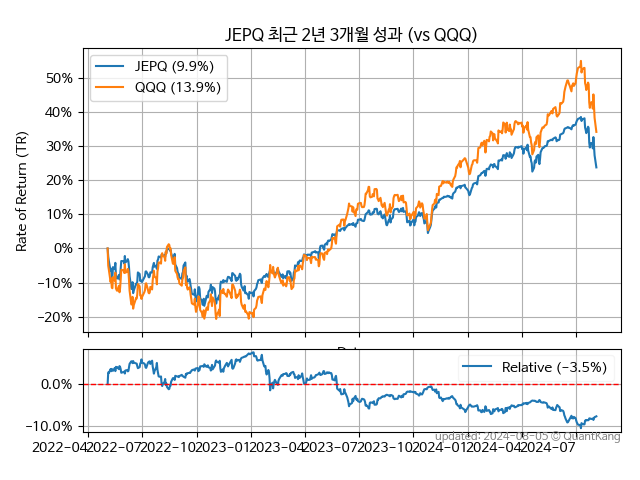 JEPQ 최근 2년 3개월 성과 (vs QQQ)
JEPQ (9.9%)
QQQ (13.9%)
Rate of Return (TR)
50%
40%
30%
20%
10%
0%
−10%
−20%
Relative (−3.5%)
0.0%
−10.0%
updated: 2024-08-05 © QuantKang
2022-04 2022-07 2022-10 2023-01 2023-04 2023-07 2023-10 2024-01 2024-04 2024-07